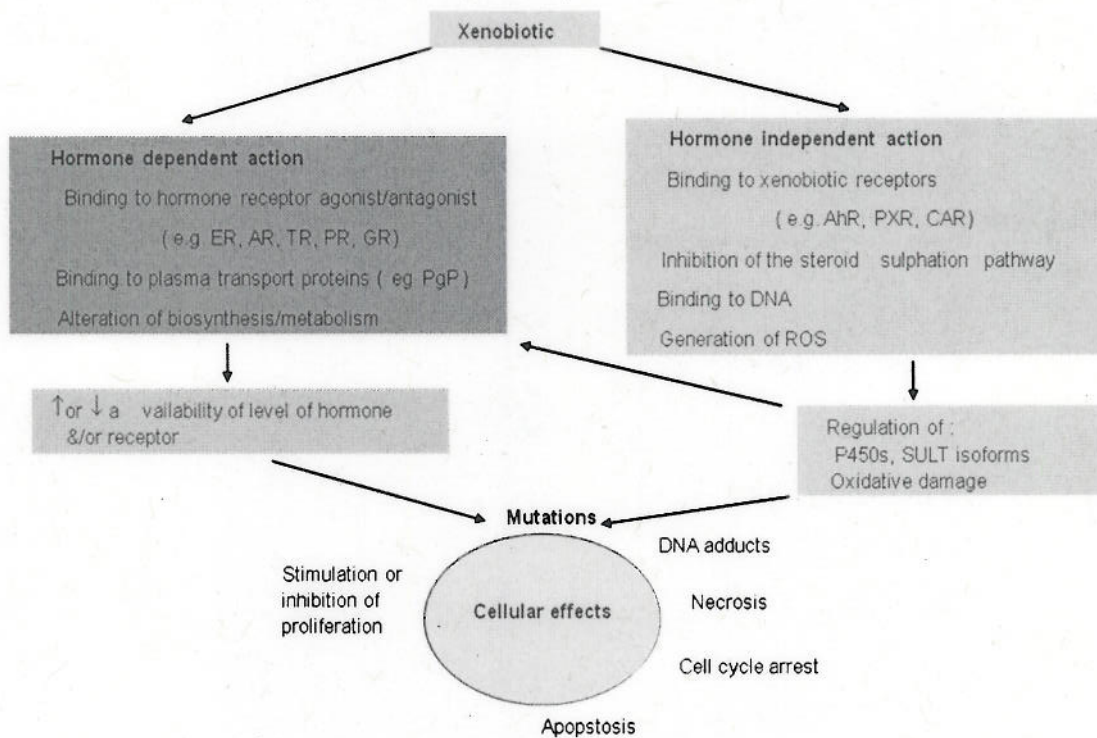 Xenobiotic
Hormone dependent action
Binding to hormone receptor agonist/antagonist
( e.g. ER, AR, TR, PR, GR)
Binding to plasma transport proteins ( eg PgP )
Alteration of biosynthesis/metabolism
Hormone independent action
Binding to xenobiotic receptors
( e.g. AhR, PXR, CAR)
Inhibition of the steroid sulphation pathway
Binding to DNA
Generation of ROS
↑or ↓ a vailability of level of hormone
&/or receptor
Regulation of :
P450s, SULT isoforms
Oxidative damage
Mutations
DNA adducts
Stimulation or
inhibition of
proliferation
Cellular effects
Necrosis
Cell cycle arrest
Apopstosis